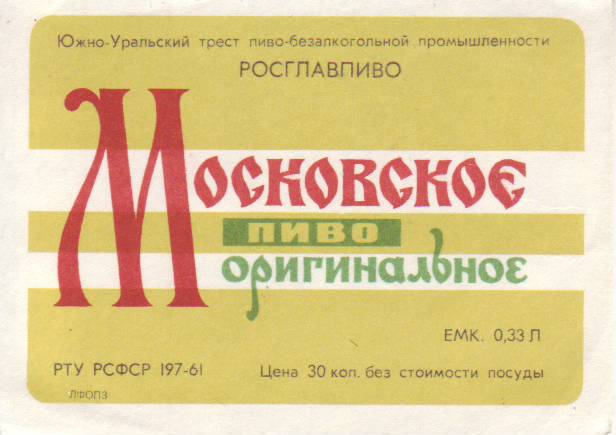 Южно-Уральский трест пиво-безалкогольной промышленности
РОСГЛАВПИВО
Московское
ПИВО
оригинальное
ЕМК. 0,33 Л
РТУ РСФСР 197-61 Цена 30 коп. без стоимости посуды
ЛФОПЗ